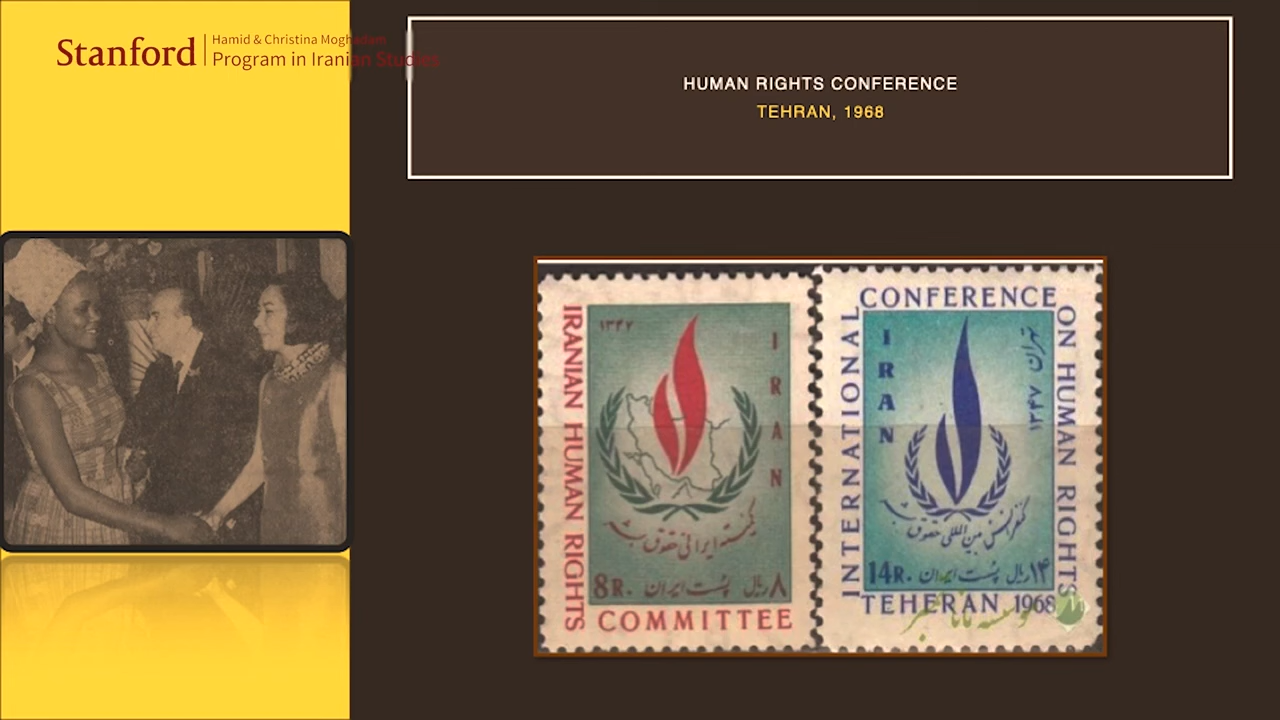 Stanford
Hamid & Christina Moghadam
Program in Iranian Studies
HUMAN RIGHTS CONFERENCE
TEHRAN, 1968
IRANIAN HUMAN RIGHTS
COMMITTEE
۱۳۴۷
IRAN
کمیته ایرانی حقوق بشر
8R. پست ایران ۸ ریال
INTERNATIONAL
CONFERENCE
ON HUMAN RIGHTS
IRAN
تهران ۱۳۴۷
کنفرانس بین المللی حقوق بشر
14R. پست ایران ۱۴ ریال
TEHERAN 1968